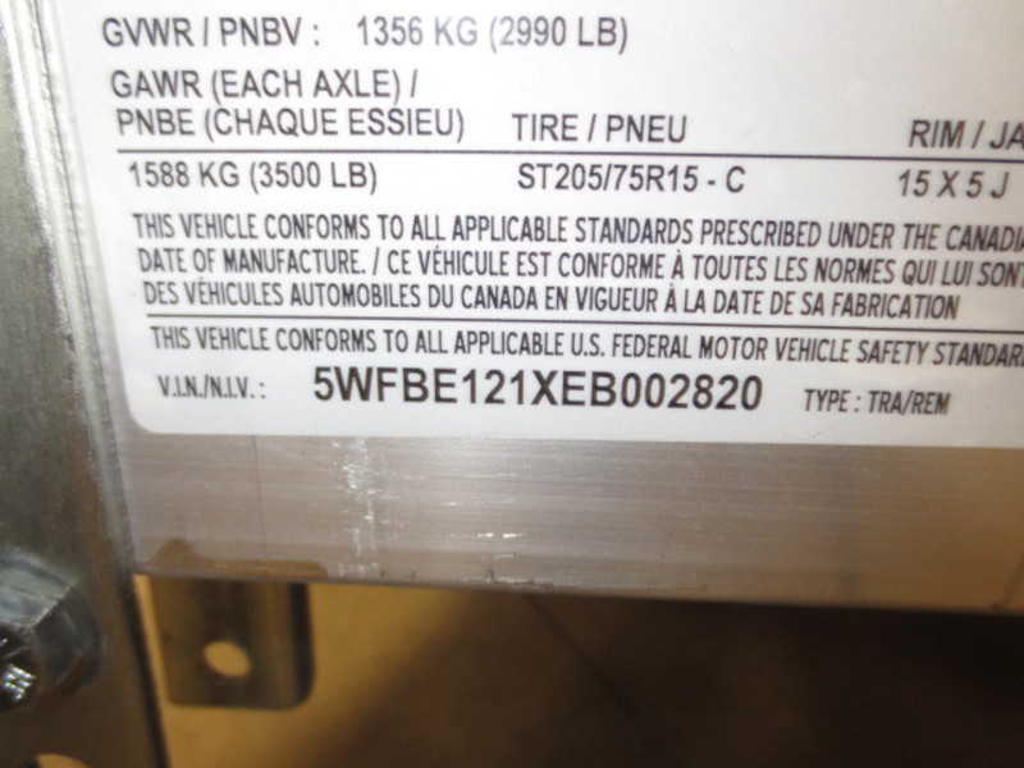 GVWR / PNBV : 1356 KG (2990 LB)
GAWR (EACH AXLE) /
PNBE (CHAQUE ESSIEU) TIRE / PNEU RIM / JA
1588 KG (3500 LB) ST205/75R15 - C 15 X 5 J
THIS VEHICLE CONFORMS TO ALL APPLICABLE STANDARDS PRESCRIBED UNDER THE CANADI
DATE OF MANUFACTURE. / CE VÉHICULE EST CONFORME À TOUTES LES NORMES QUI LUI SONT
DES VÉHICULES AUTOMOBILES DU CANADA EN VIGUEUR À LA DATE DE SA FABRICATION
THIS VEHICLE CONFORMS TO ALL APPLICABLE U.S. FEDERAL MOTOR VEHICLE SAFETY STANDAR
V.I.N./N.I.V. : 5WFBE121XEB002820 TYPE : TRA/REM